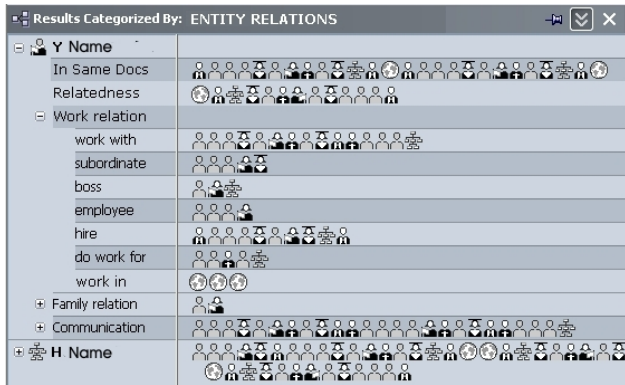 Results Categorized By: ENTITY RELATIONS
Y Name
In Same Docs
Relatedness
Work relation
work with
subordinate
boss
employee
hire
do work for
work in
Family relation
Communication
H Name